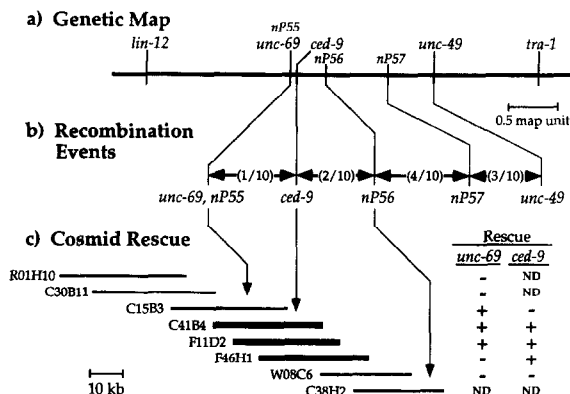 a) Genetic Map
nP55
lin-12 unc-69 ced-9 nP56 nP57 unc-49 tra-1
0.5 map unit
b) Recombination
Events
(1/10) (2/10) (4/10) (3/10)
unc-69, nP55 ced-9 nP56 nP57 unc-49
c) Cosmid Rescue
Rescue
unc-69 ced-9
R01H10 - ND
C30B11 - ND
C15B3 + -
C41B4 + +
F11D2 + +
F46H1 - +
W08C6 - -
C38H2 ND ND
10 kb